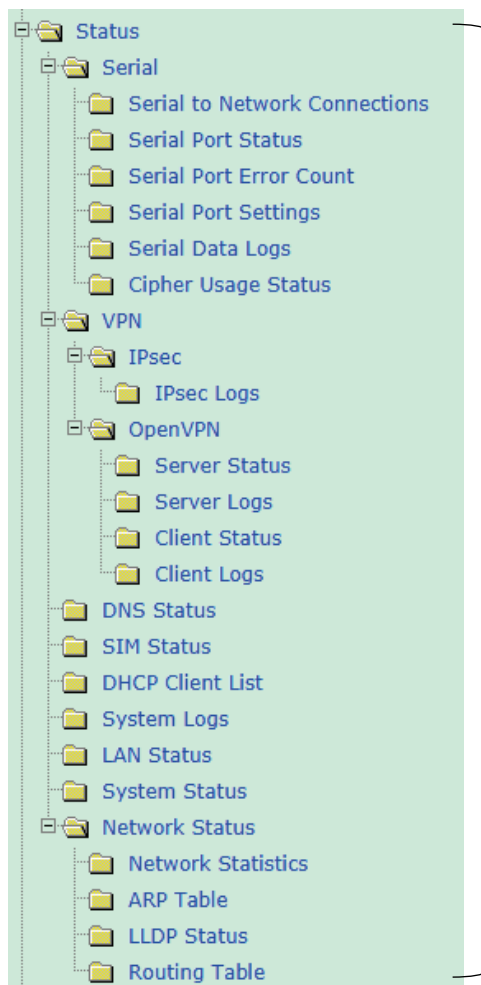 Status
Serial
Serial to Network Connections
Serial Port Status
Serial Port Error Count
Serial Port Settings
Serial Data Logs
Cipher Usage Status
VPN
IPsec
IPsec Logs
OpenVPN
Server Status
Server Logs
Client Status
Client Logs
DNS Status
SIM Status
DHCP Client List
System Logs
LAN Status
System Status
Network Status
Network Statistics
ARP Table
LLDP Status
Routing Table